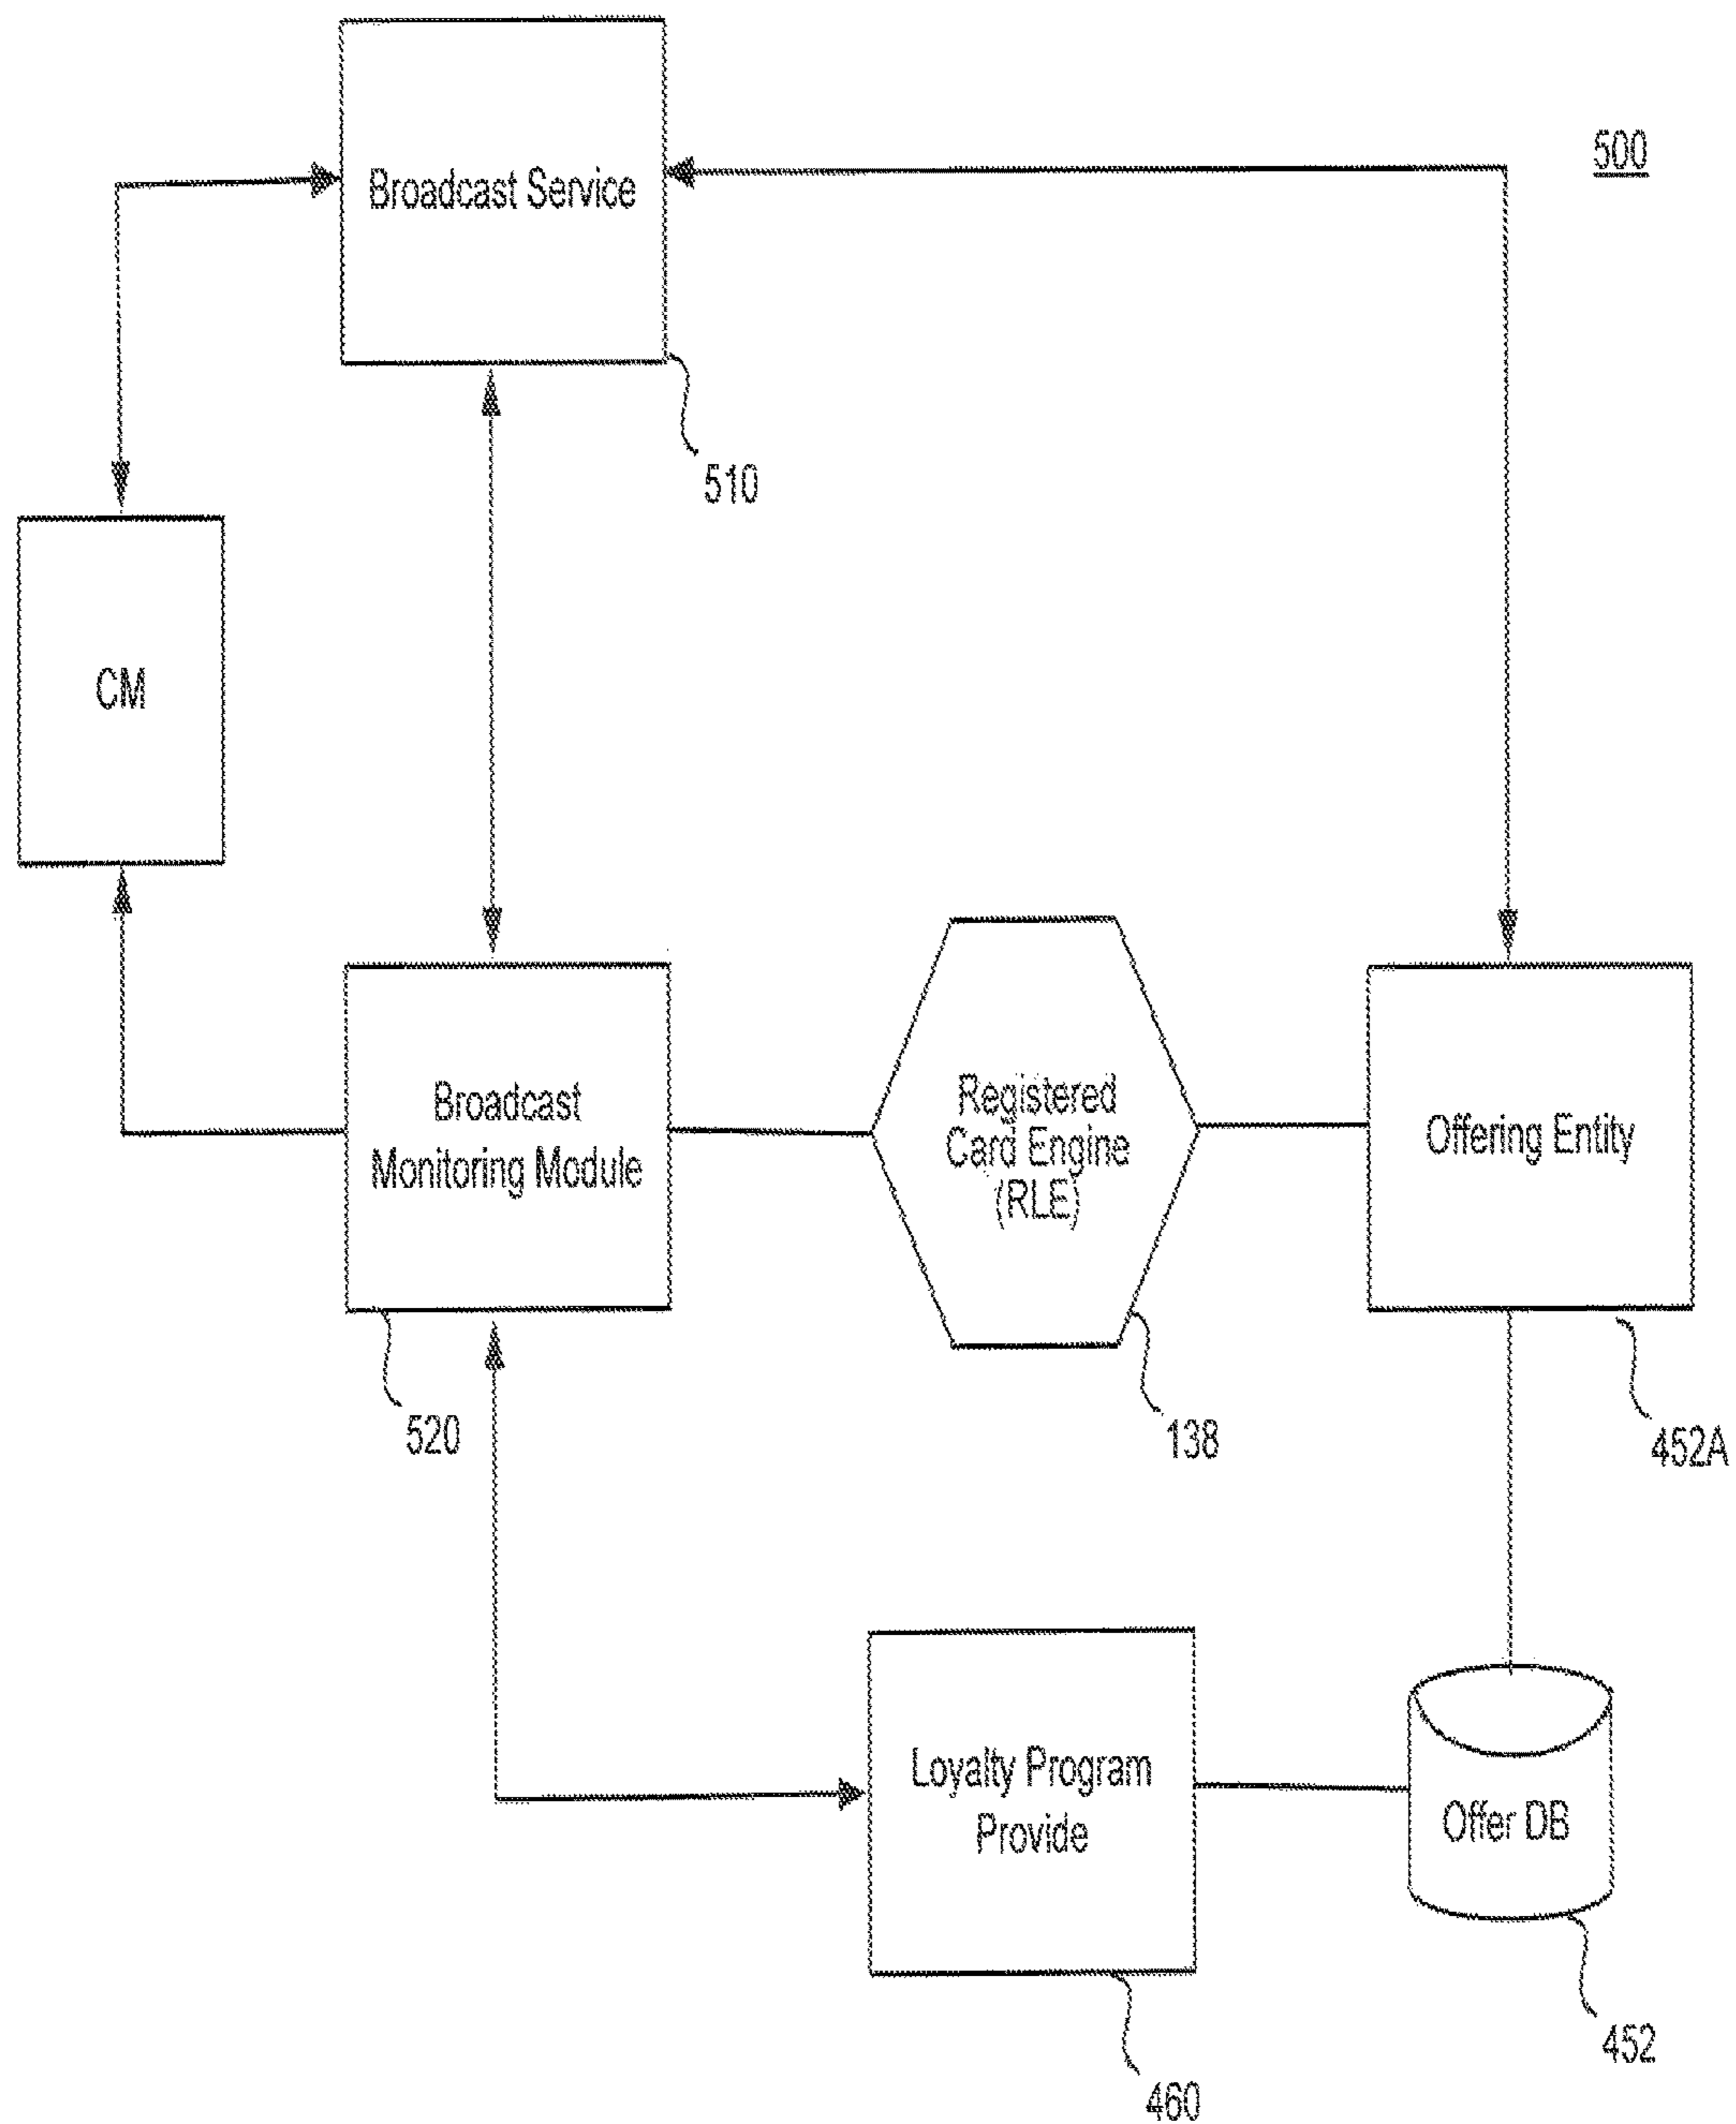 500
Broadcast Service
510
CM
Broadcast
Monitoring Module
520
Registered
Card Engine
(RLE)
138
Offering Entity
452A
Loyalty Program
Provide
460
Offer DB
452